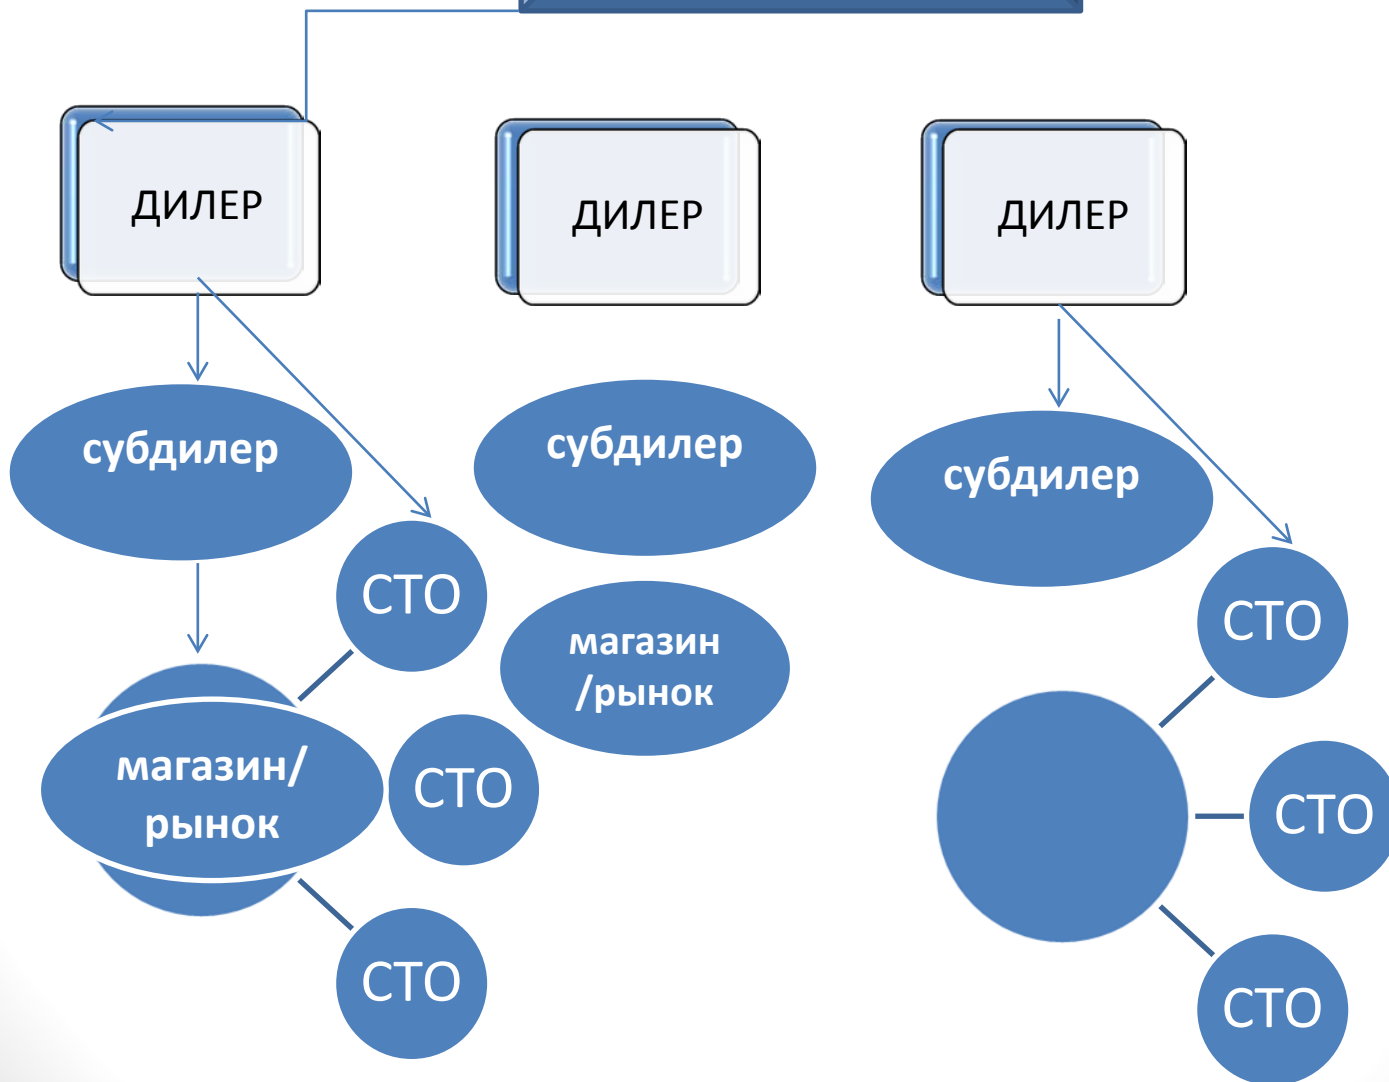 ДИЛЕР
ДИЛЕР
ДИЛЕР
субдилер
субдилер
субдилер
СТО
магазин
/рынок
СТО
магазин/
рынок
СТО
СТО
СТО
СТО